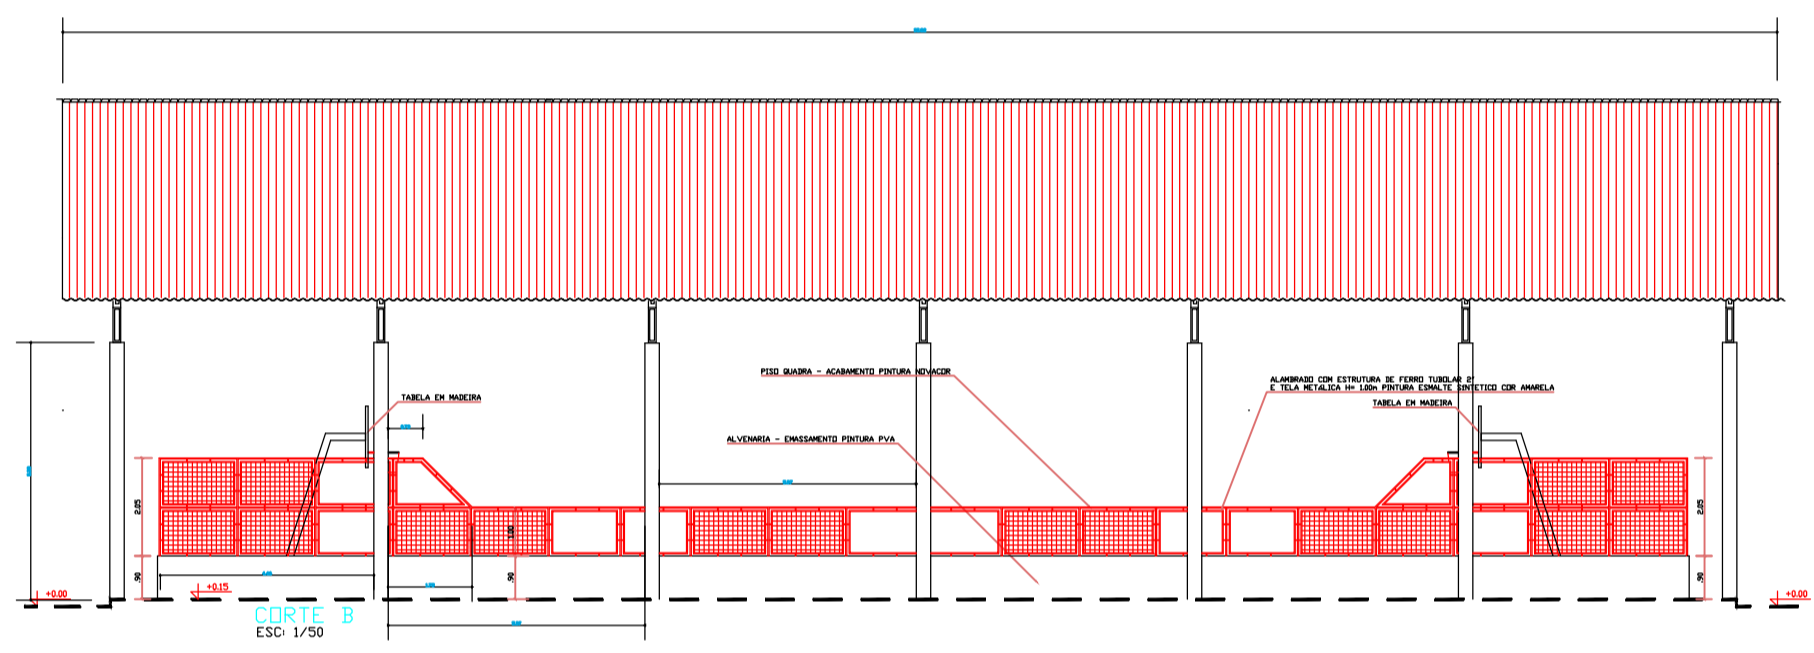 PISO QUADRA - ACABAMENTO PINTURA NOVACOR
ALAMBRADO COM ESTRUTURA DE FERRO TUBOLAR 2"
E TELA METALICA H= 1.00m PINTURA ESMALTE SINTETICO COR AMARELA
TABELA EM MADEIRA
TABELA EM MADEIRA
ALVENARIA - EMASSAMENTO PINTURA PVA
2.05
1.00
2.05
.90
.90
.90
+0.00
+0.15
+0.00
CORTE B
ESC: 1/50